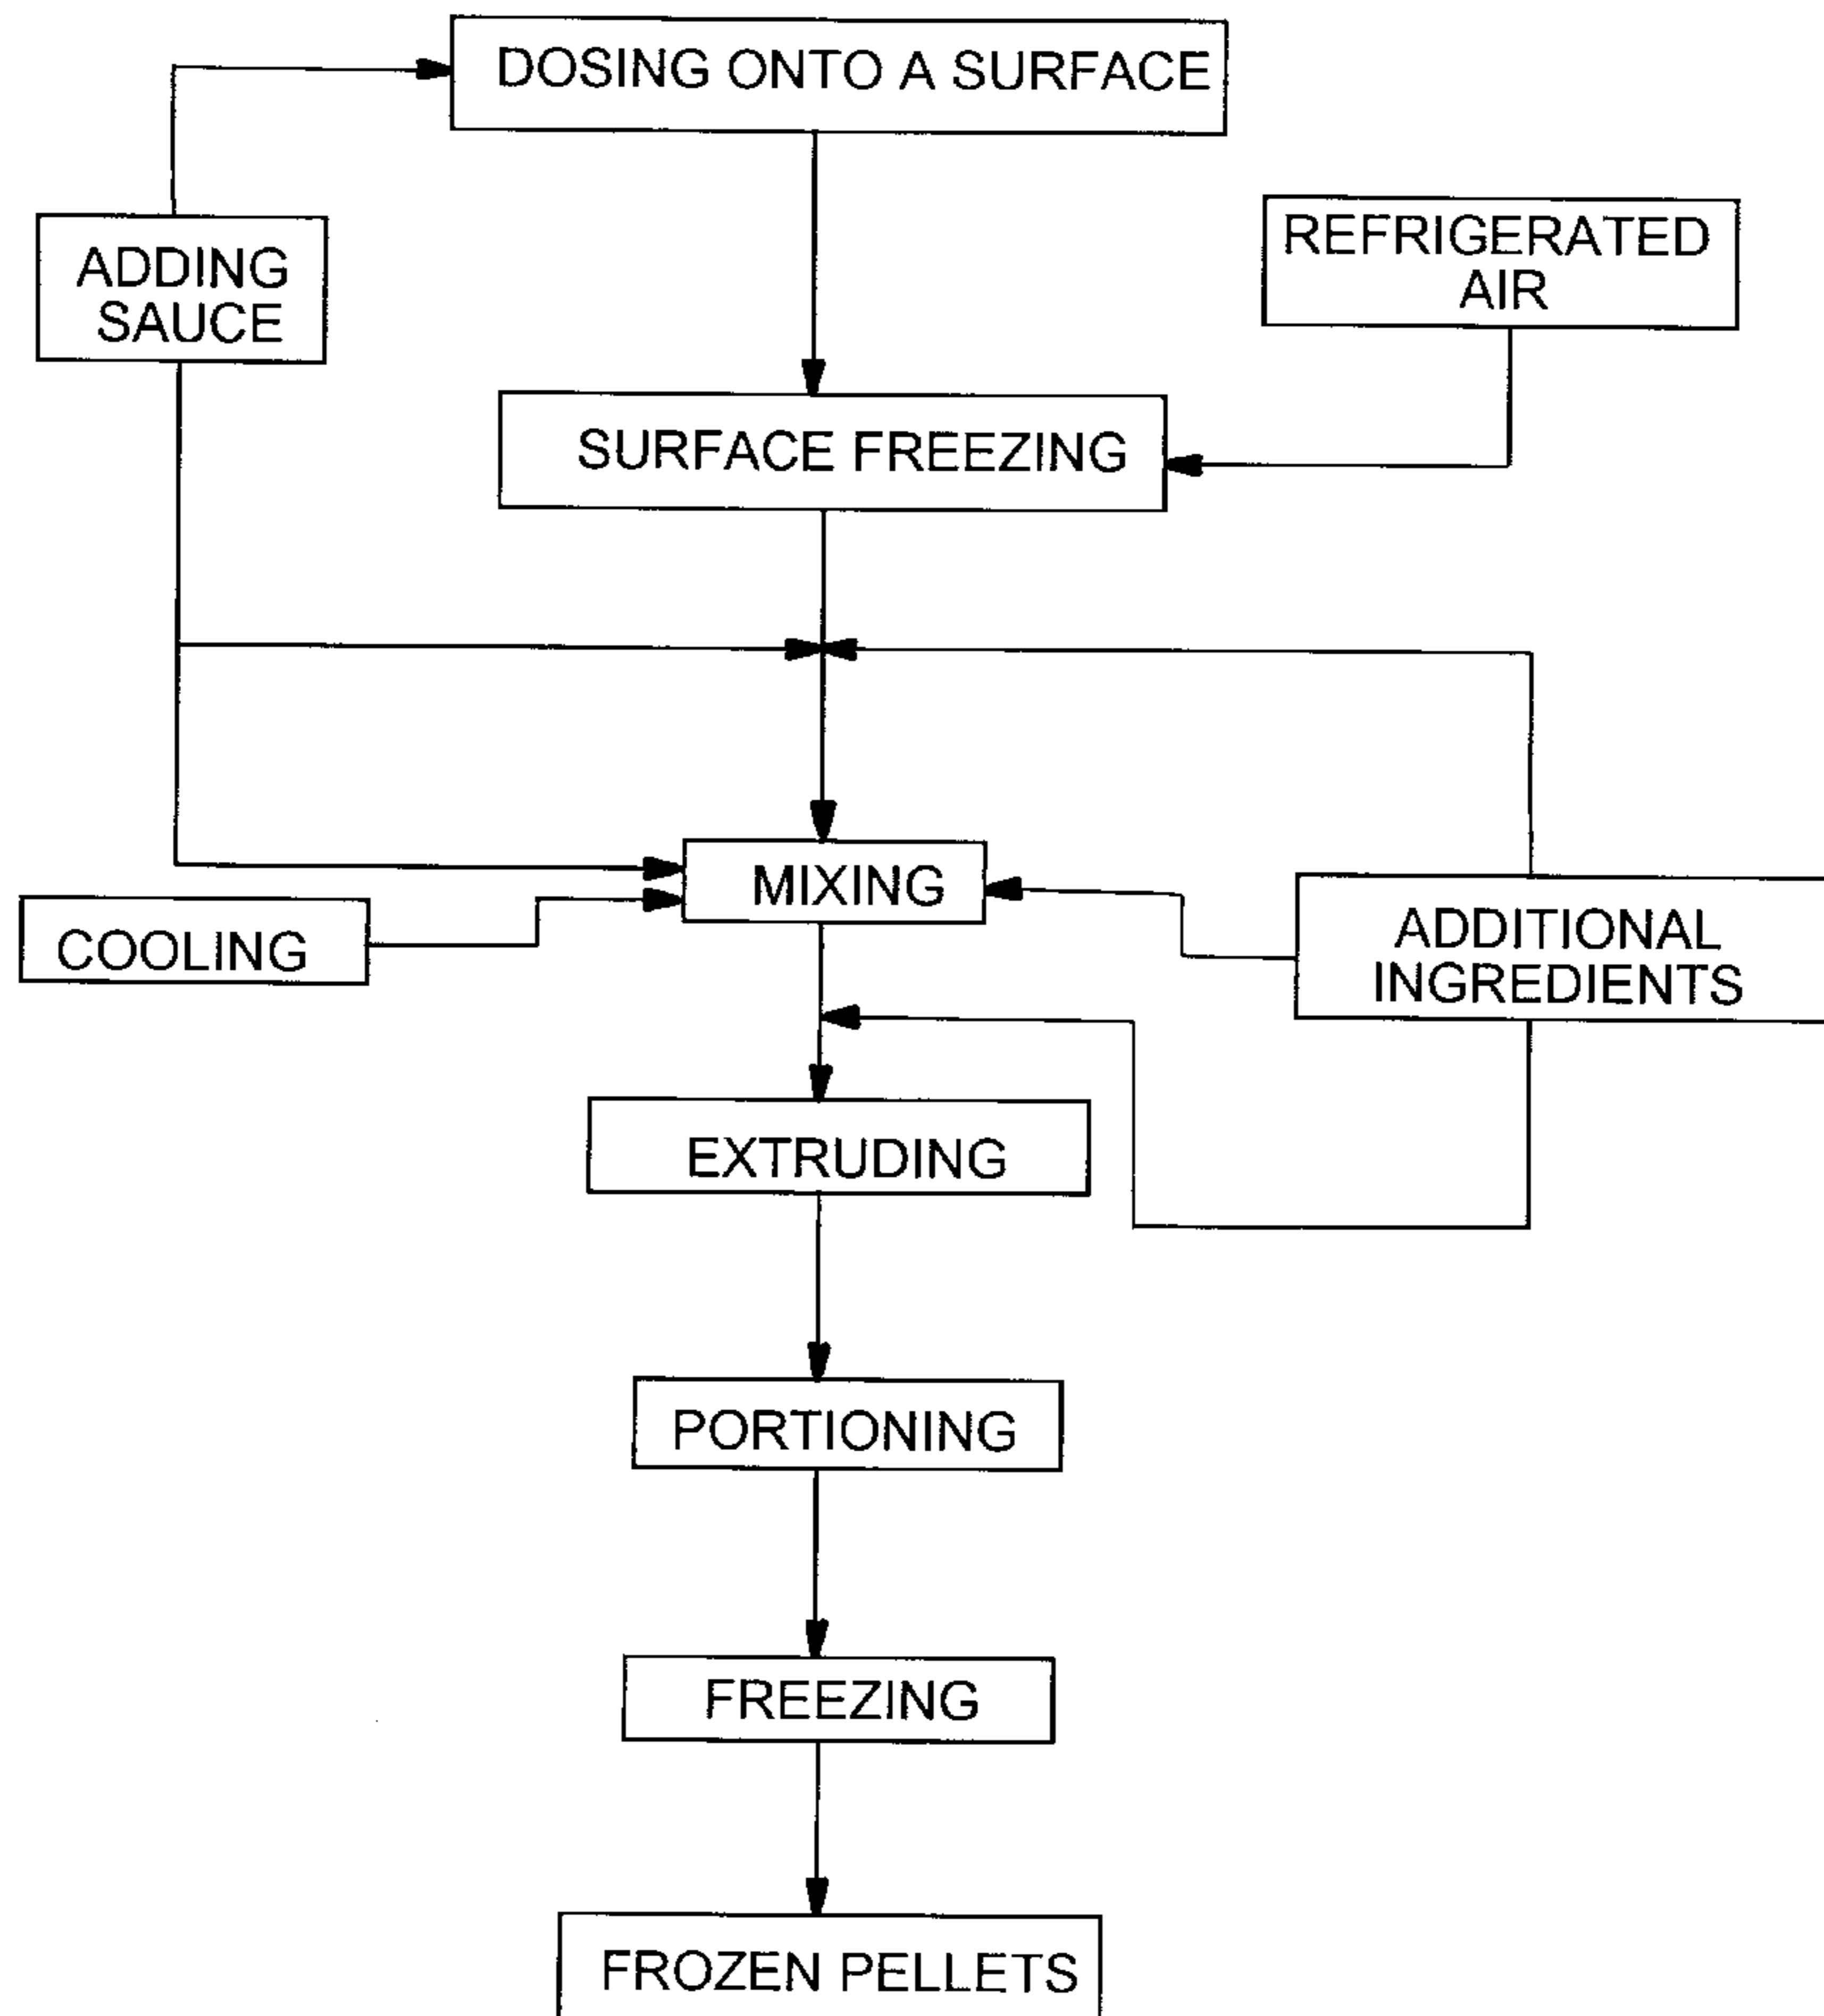 DOSING ONTO A SURFACE
ADDING
SAUCE
REFRIGERATED
AIR
SURFACE FREEZING
MIXING
COOLING
ADDITIONAL
INGREDIENTS
EXTRUDING
PORTIONING
FREEZING
FROZEN PELLETS